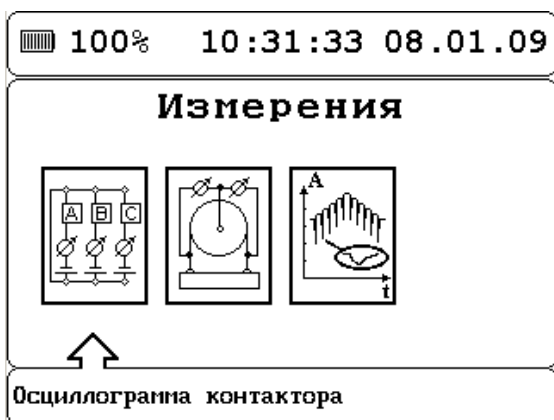 100% 10:31:33 08.01.09
Измерения
A B C
A
t
Осциллограмма контактора